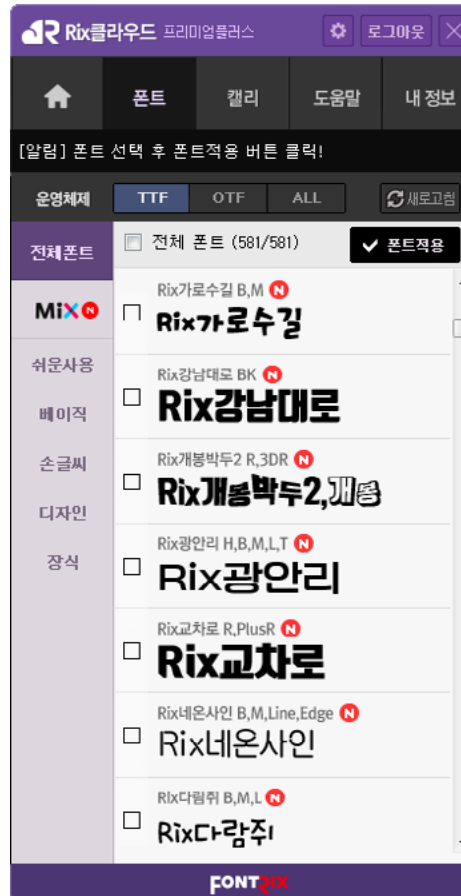 Rix클라우드 프리미엄플러스 로그아웃
폰트 캘리 도움말 내 정보
[알림] 폰트 선택 후 폰트적용 버튼 클릭!
운영체제 TTF OTF ALL 새로고침
전체폰트 전체 폰트 (581/581) 폰트적용
MiX N
쉬운사용
베이직
손글씨
디자인
장식
Rix가로수길 B,M N
Rix가로수길
Rix강남대로 BK N
Rix강남대로
Rix개봉박두2 R,3DR N
Rix개봉박두2,개봉
Rix광안리 H,B,M,L,T N
Rix광안리
Rix교차로 R,PlusR N
Rix교차로
Rix네온사인 B,M,Line,Edge N
Rix네온사인
Rix다람쥐 B,M,L N
Rix다람쥐
FONTRIX